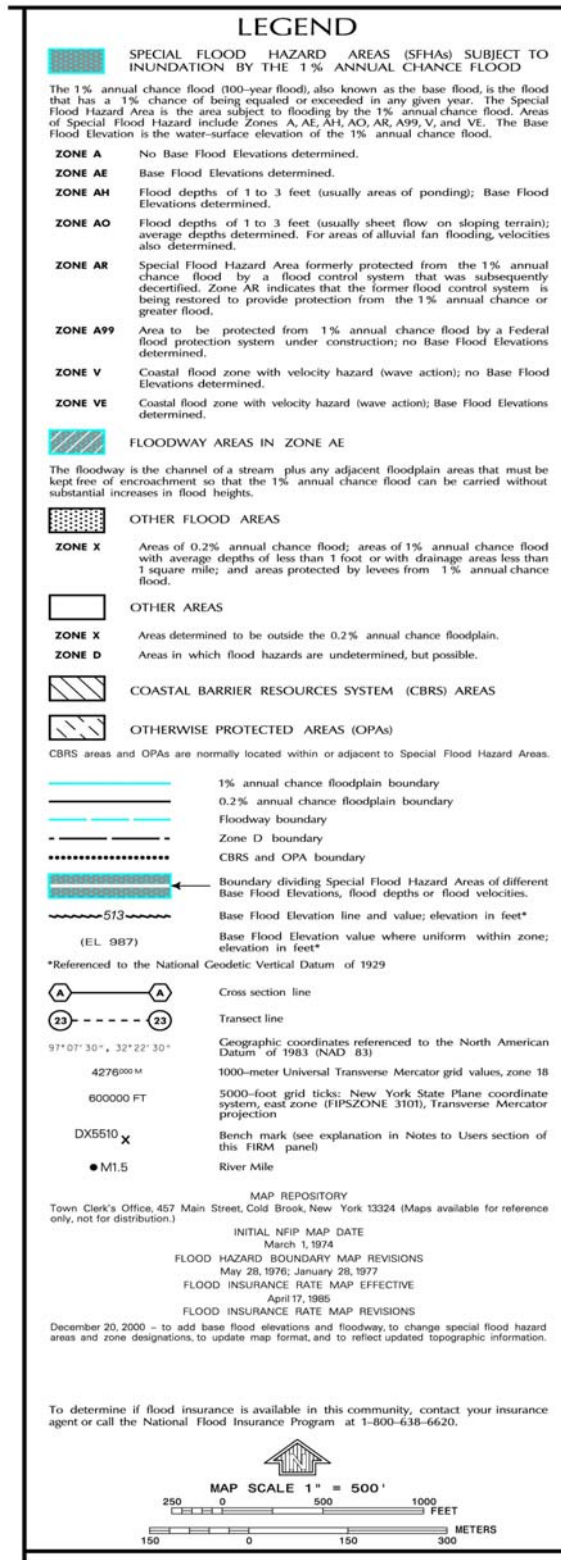 LEGEND
SPECIAL FLOOD HAZARD AREAS (SFHAs) SUBJECT TO
INUNDATION BY THE 1% ANNUAL CHANCE FLOOD
The 1% annual chance flood (100-year flood), also known as the base flood, is the flood
that has a 1% chance of being equaled or exceeded in any given year. The Special
Flood Hazard Area is the area subject to flooding by the 1% annual chance flood. Areas
of Special Flood Hazard include Zones A, AE, AH, AO, AR, A99, V, and VE. The Base
Flood Elevation is the water-surface elevation of the 1% annual chance flood.
ZONE A No Base Flood Elevations determined.
ZONE AE Base Flood Elevations determined.
ZONE AH Flood depths of 1 to 3 feet (usually areas of ponding); Base Flood
Elevations determined.
ZONE AO Flood depths of 1 to 3 feet (usually sheet flow on sloping terrain);
average depths determined. For areas of alluvial fan flooding, velocities
also determined.
ZONE AR Special Flood Hazard Area formerly protected from the 1% annual
chance flood by a flood control system that was subsequently
decertified. Zone AR indicates that the former flood control system is
being restored to provide protection from the 1% annual chance or
greater flood.
ZONE A99 Area to be protected from 1% annual chance flood by a Federal
flood protection system under construction; no Base Flood Elevations
determined.
ZONE V Coastal flood zone with velocity hazard (wave action); no Base Flood
Elevations determined.
ZONE VE Coastal flood zone with velocity hazard (wave action); Base Flood Elevations
determined.
FLOODWAY AREAS IN ZONE AE
The floodway is the channel of a stream plus any adjacent floodplain areas that must be
kept free of encroachment so that the 1% annual chance flood can be carried without
substantial increases in flood heights.
OTHER FLOOD AREAS
ZONE X Areas of 0.2% annual chance flood; areas of 1% annual chance flood
with average depths of less than 1 foot or with drainage areas less than
1 square mile; and areas protected by levees from 1% annual chance
flood.
OTHER AREAS
ZONE X Areas determined to be outside the 0.2% annual chance floodplain.
ZONE D Areas in which flood hazards are undetermined, but possible.
COASTAL BARRIER RESOURCES SYSTEM (CBRS) AREAS
OTHERWISE PROTECTED AREAS (OPAs)
CBRS areas and OPAs are normally located within or adjacent to Special Flood Hazard Areas.
1% annual chance floodplain boundary
0.2% annual chance floodplain boundary
Floodway boundary
Zone D boundary
CBRS and OPA boundary
Boundary dividing Special Flood Hazard Areas of different
Base Flood Elevations, flood depths or flood velocities.
513 Base Flood Elevation line and value; elevation in feet*
(EL 987) Base Flood Elevation value where uniform within zone;
elevation in feet*
*Referenced to the National Geodetic Vertical Datum of 1929
A A Cross section line
23 23 Transect line
97°07'30", 32°22'30" Geographic coordinates referenced to the North American
Datum of 1983 (NAD 83)
4276000 M 1000-meter Universal Transverse Mercator grid values, zone 18
600000 FT 5000-foot grid ticks: New York State Plane coordinate
system, east zone (FIPSZONE 3101), Transverse Mercator
projection
DX5510 X Bench mark (see explanation in Notes to Users section of
this FIRM panel)
● M1.5 River Mile
MAP REPOSITORY
Town Clerk's Office, 457 Main Street, Cold Brook, New York 13324 (Maps available for reference
only, not for distribution.)
INITIAL NFIP MAP DATE
March 1, 1974
FLOOD HAZARD BOUNDARY MAP REVISIONS
May 28, 1976; January 28, 1977
FLOOD INSURANCE RATE MAP EFFECTIVE
April 17, 1985
FLOOD INSURANCE RATE MAP REVISIONS
December 20, 2000 – to add base flood elevations and floodway, to change special flood hazard
areas and zone designations, to update map format, and to reflect updated topographic information.
To determine if flood insurance is available in this community, contact your insurance
agent or call the National Flood Insurance Program at 1-800-638-6620.
N
MAP SCALE 1" = 500'
250 0 500 1000
FEET
METERS
150 0 150 300